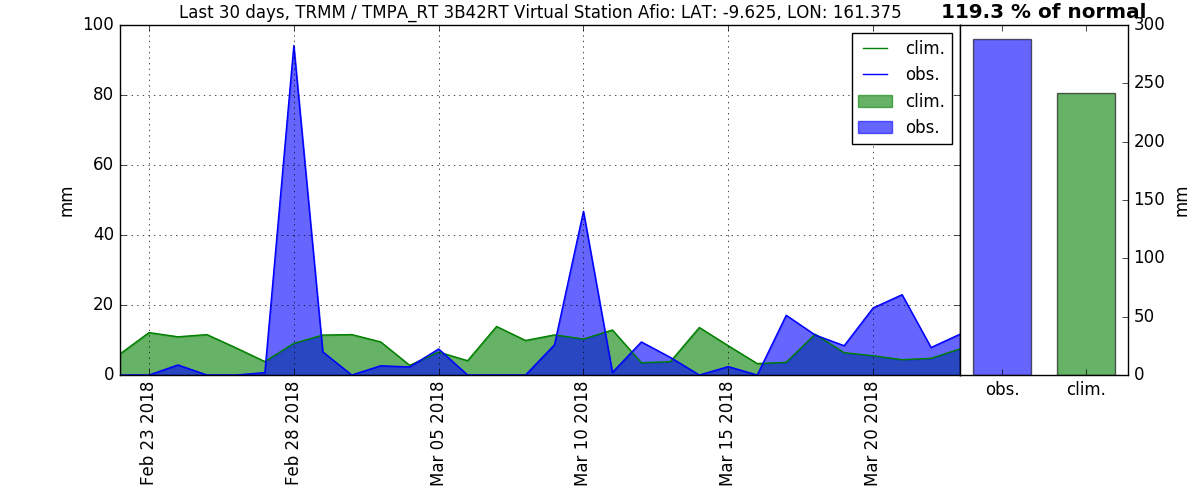 Last 30 days, TRMM / TMPA_RT 3B42RT Virtual Station Afio: LAT: -9.625, LON: 161.375
119.3 % of normal
100
80
60
40
20
0
mm
Feb 23 2018
Feb 28 2018
Mar 05 2018
Mar 10 2018
Mar 15 2018
Mar 20 2018
clim.
obs.
clim.
obs.
300
250
200
150
100
50
0
mm
obs.
clim.